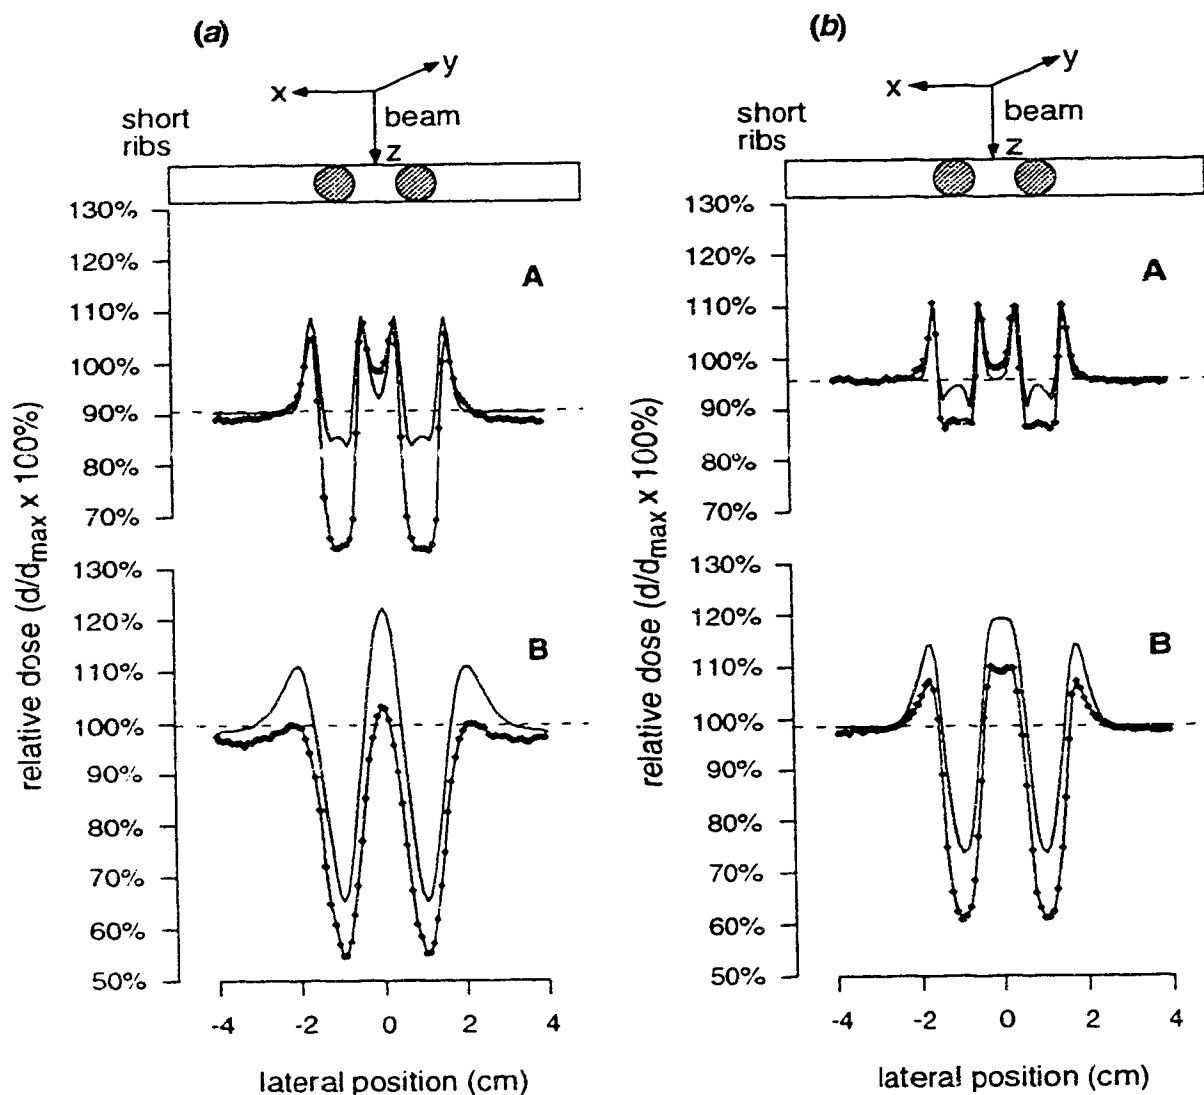 (a)
x
y
beam
z
short
ribs
130%
120%
110%
100%
90%
80%
70%
A
130%
120%
110%
100%
90%
80%
70%
60%
50%
B
relative dose (d/dmax x 100%)
-4
-2
0
2
4
lateral position (cm)
(b)
x
y
beam
z
short
ribs
130%
120%
110%
100%
90%
80%
70%
A
130%
120%
110%
100%
90%
80%
70%
60%
50%
B
relative dose (d/dmax x 100%)
-4
-2
0
2
4
lateral position (cm)